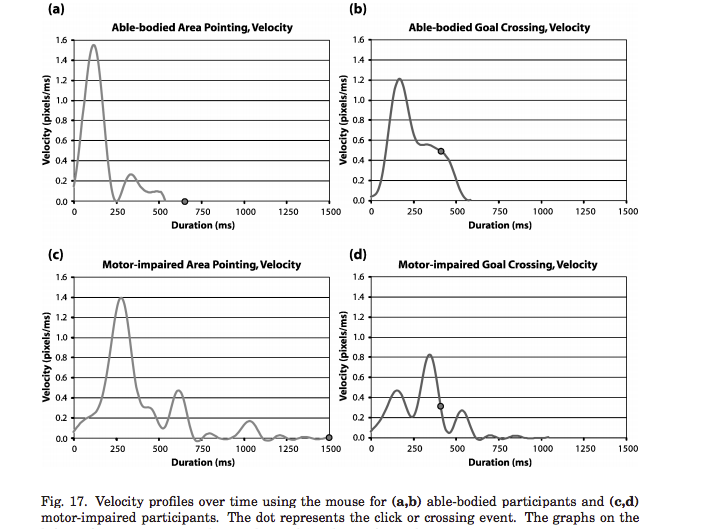 (a)
Able-bodied Area Pointing, Velocity
Velocity (pixels/ms)
1.6
1.4
1.2
1.0
0.8
0.6
0.4
0.2
0.0
0 250 500 750 1000 1250 1500
Duration (ms)
(b)
Able-bodied Goal Crossing, Velocity
Velocity (pixels/ms)
1.6
1.4
1.2
1.0
0.8
0.6
0.4
0.2
0.0
0 250 500 750 1000 1250 1500
Duration (ms)
(c)
Motor-impaired Area Pointing, Velocity
Velocity (pixels/ms)
1.6
1.4
1.2
1.0
0.8
0.6
0.4
0.2
0.0
0 250 500 750 1000 1250 1500
Duration (ms)
(d)
Motor-impaired Goal Crossing, Velocity
Velocity (pixels/ms)
1.6
1.4
1.2
1.0
0.8
0.6
0.4
0.2
0.0
0 250 500 750 1000 1250 1500
Duration (ms)
Fig. 17. Velocity profiles over time using the mouse for (a,b) able-bodied participants and (c,d)
motor-impaired participants. The dot represents the click or crossing event. The graphs on the